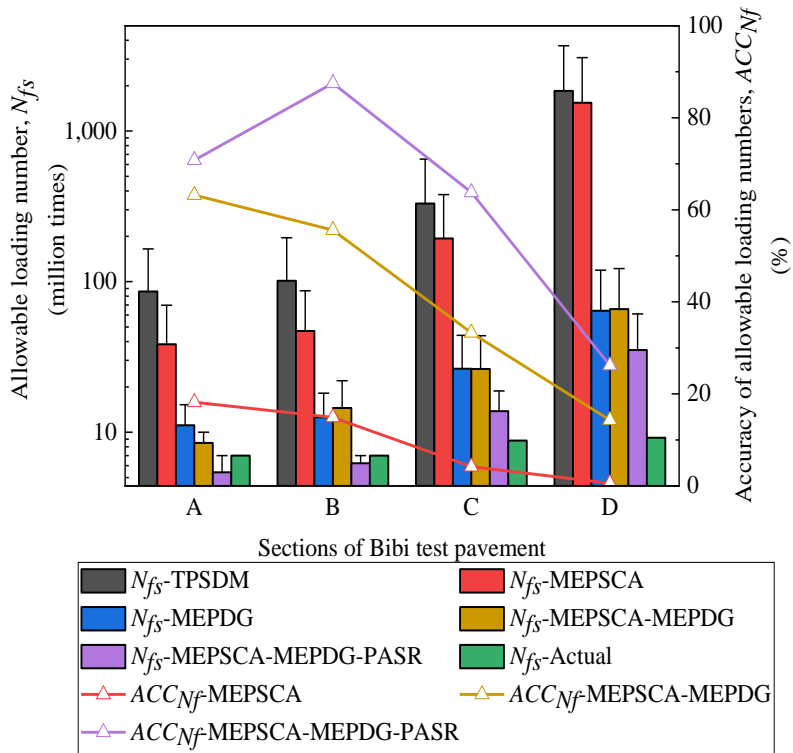 Allowable loading number, Nfs
(million times)
1,000
100
10
100
80
60
40
20
0
Accuracy of allowable loading numbers, ACCNf
(%)
A B C D
Sections of Bibi test pavement
Nfs-TPSDM Nfs-MEPSCA
Nfs-MEPDG Nfs-MEPSCA-MEPDG
Nfs-MEPSCA-MEPDG-PASR Nfs-Actual
ACCNf-MEPSCA ACCNf-MEPSCA-MEPDG
ACCNf-MEPSCA-MEPDG-PASR